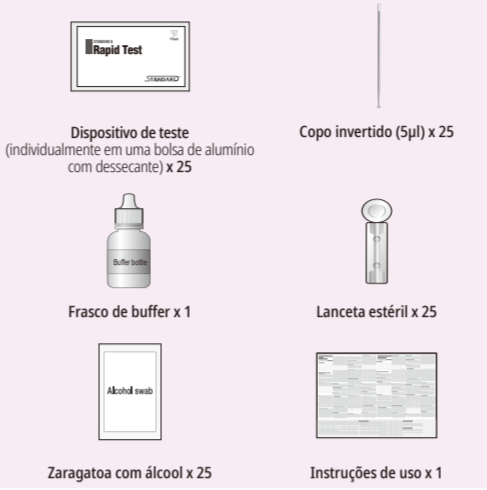 Rapid Test
STANDARD
Dispositivo de teste
(individualmente em uma bolsa de alumínio
com dessecante) x 25
Copo invertido (5μl) x 25
Buffer bottle
Frasco de buffer x 1
Lanceta estéril x 25
Alcohol swab
Zaragatoa com álcool x 25
Instruções de uso x 1